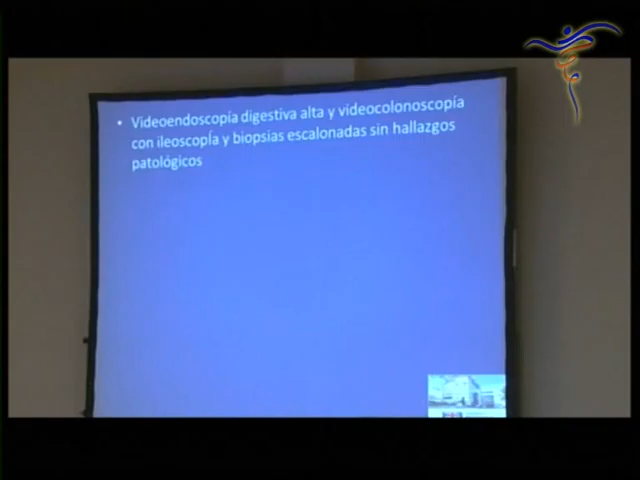 • Videoendoscopía digestiva alta y videocolonoscopía
con ileoscopÍa y biopsias escalonadas sin hallazgos
patológicos